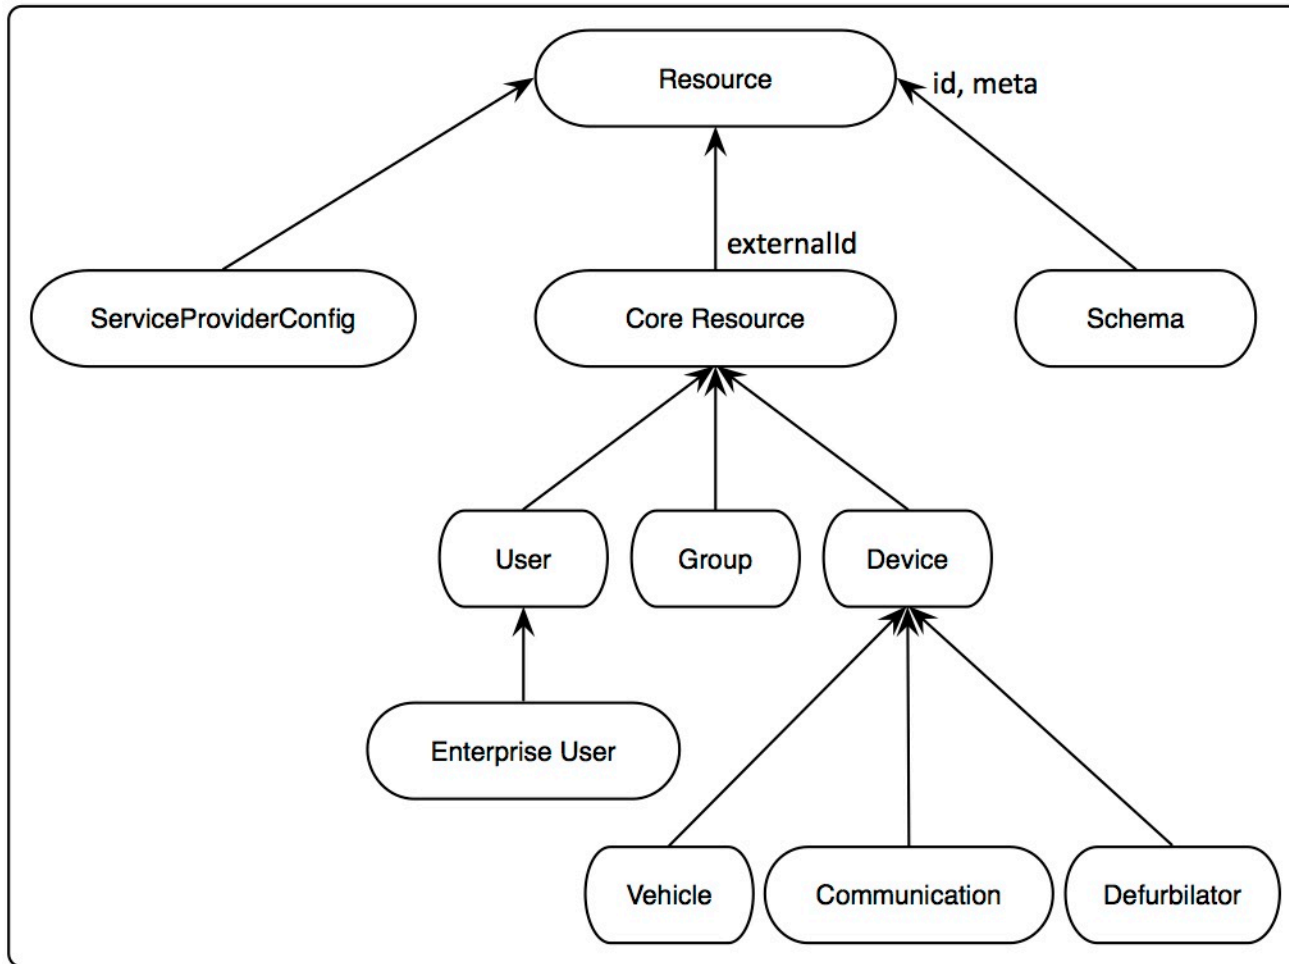 Resource
id, meta
externalId
ServiceProviderConfig
Core Resource
Schema
User
Group
Device
Enterprise User
Vehicle
Communication
Defurbilator